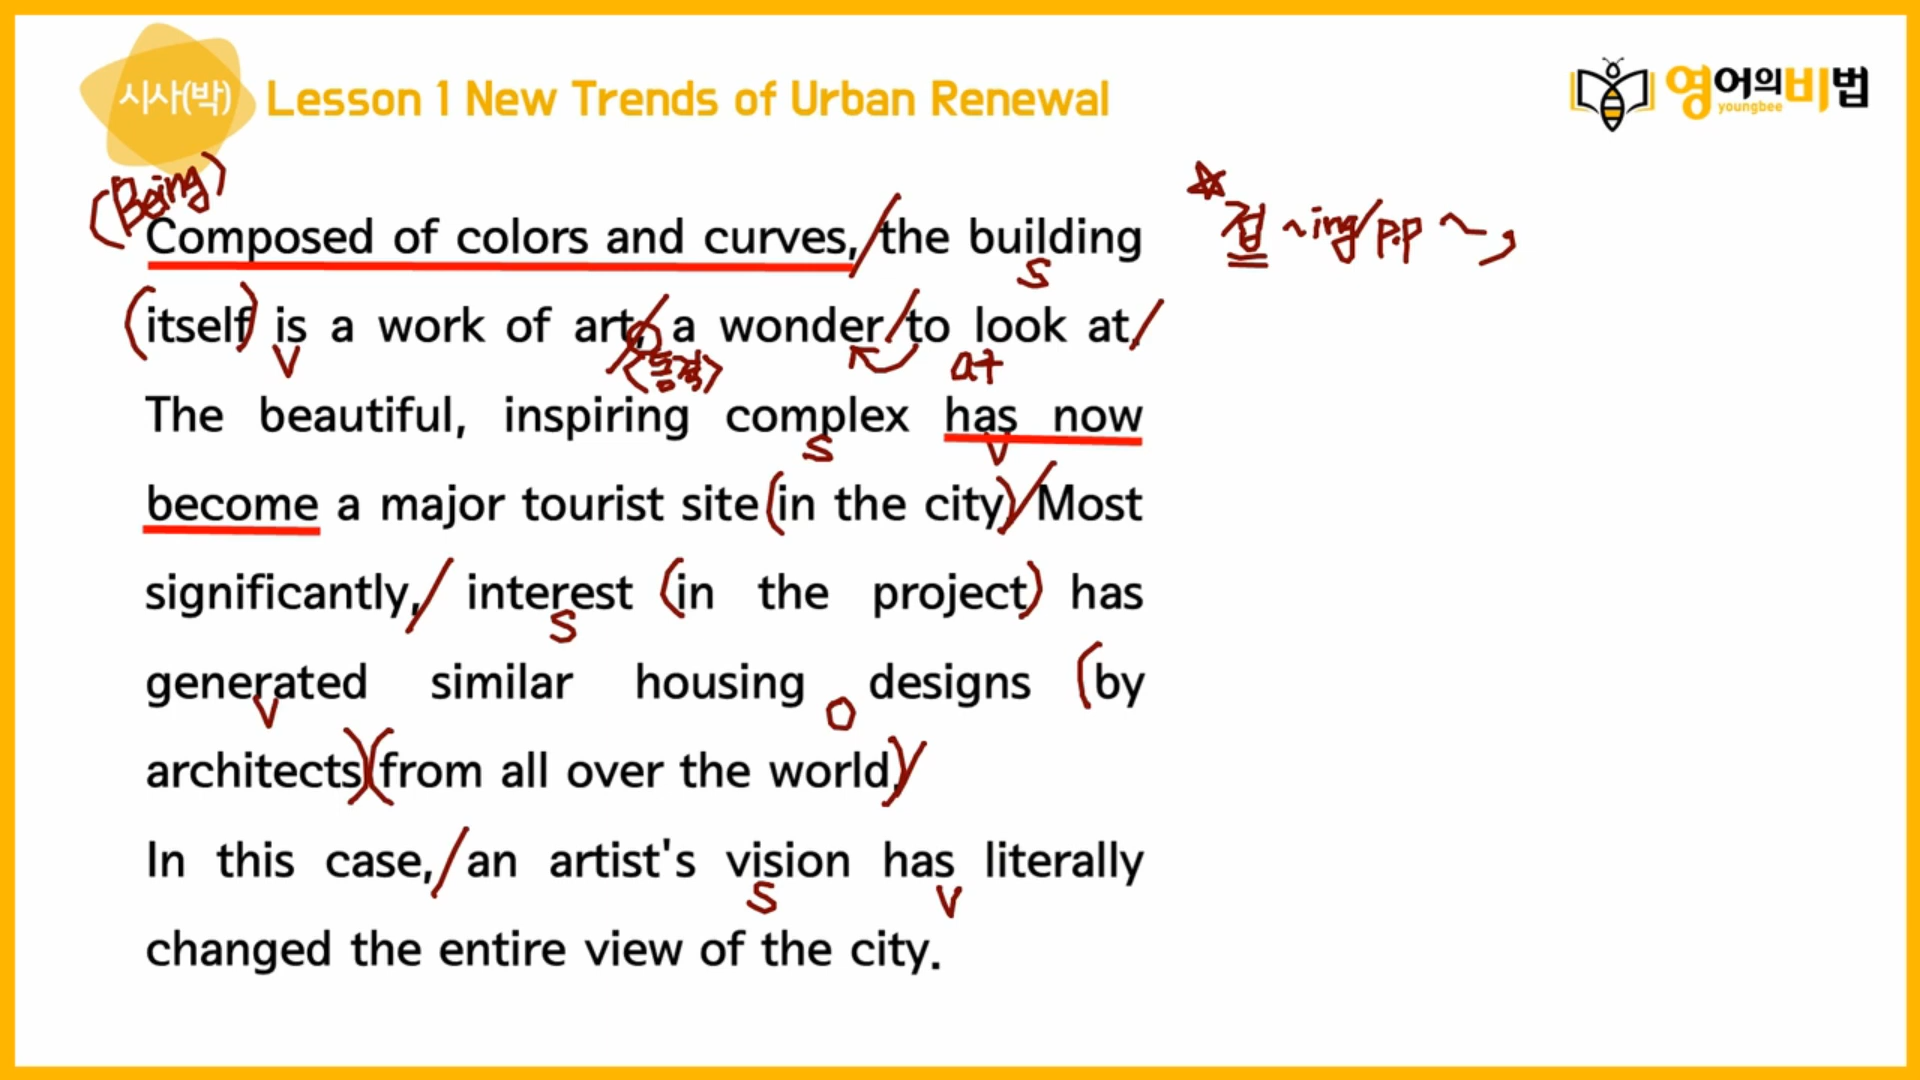 시사(박)
Lesson 1 New Trends of Urban Renewal
영어의비법
youngbee
(Being)
Composed of colors and curves, the building
S
☆ 접 ~ing/p.p ~,
(itself) is a work of art, a wonder to look at.
V
<동격>
at
The beautiful, inspiring complex has now
S
V
become a major tourist site (in the city). Most
significantly, interest (in the project) has
S
generated similar housing designs (by
V
O
architects) (from all over the world.)
In this case, an artist's vision has literally
S
V
changed the entire view of the city.